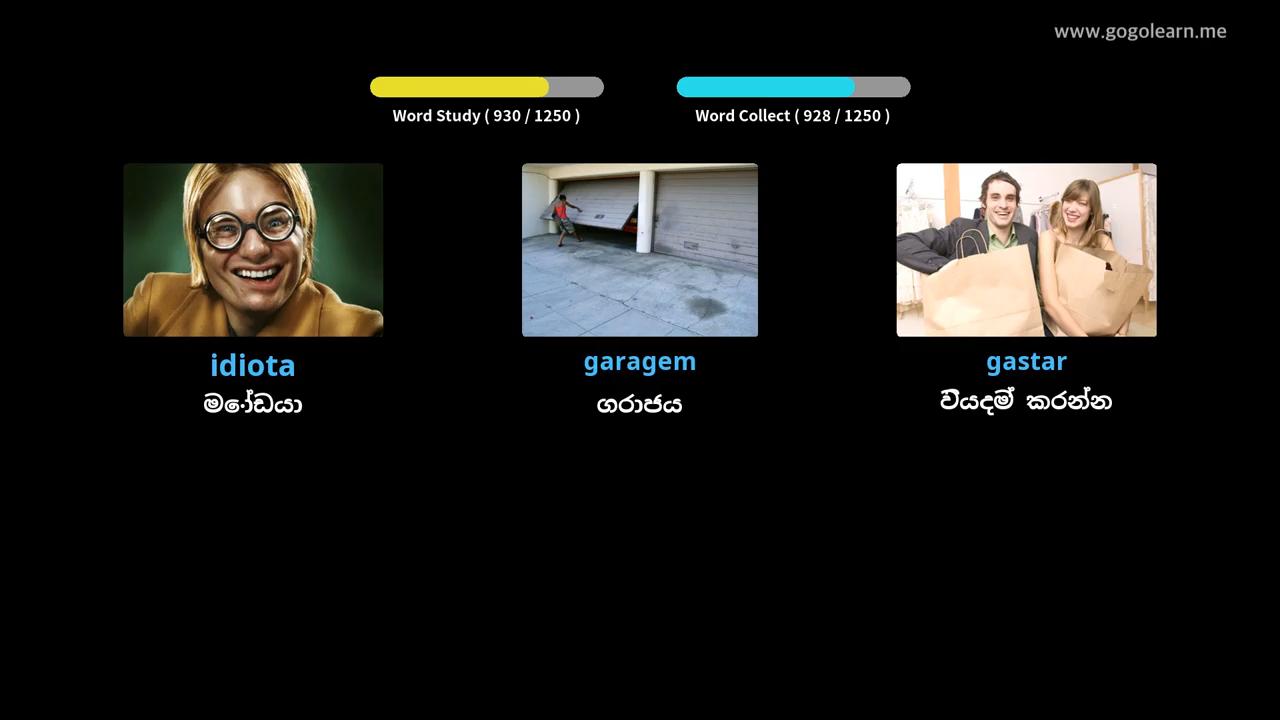 www.gogolearn.me
Word Study ( 930 / 1250 )
Word Collect ( 928 / 1250 )
idiota
garagem
gastar
මෝඩයා
ගරාජය
වියදම් කරන්න